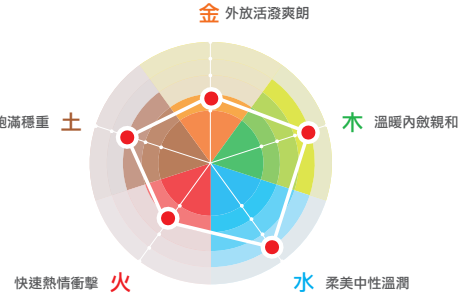 金 外放活潑爽朗
滿穩重 土
木 溫暖內斂親和
快速熱情衝擊 火
水 柔美中性溫潤